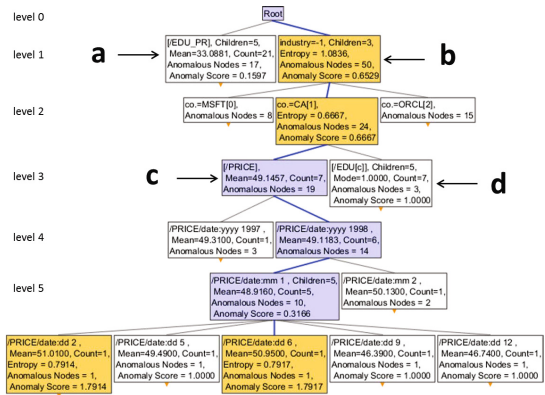 level 0
Root
level 1
a
[/EDU_PR], Children=5,
Mean=33.0881, Count=21,
Anomalous Nodes = 17,
Anomaly Score = 0.1597
industry=-1, Children=3,
Entropy = 1.0836,
Anomalous Nodes = 50,
Anomaly Score = 0.6529
b
level 2
co.=MSFT[0],
Anomalous Nodes = 8
co.=CA[1],
Entropy = 0.6667,
Anomalous Nodes = 24,
Anomaly Score = 0.6667
co.=ORCL[2],
Anomalous Nodes = 15
level 3
c
[/PRICE],
Mean=49.1457, Count=7,
Anomalous Nodes = 19
[/EDU[c]], Children=5,
Mode=1.0000, Count=7,
Anomalous Nodes = 3,
Anomaly Score = 1.0000
d
level 4
/PRICE/date:yyyy 1997 ,
Mean=49.3100, Count=1,
Anomalous Nodes = 3
/PRICE/date:yyyy 1998 ,
Mean=49.1183, Count=6,
Anomalous Nodes = 14
level 5
/PRICE/date:mm 1 , Children=5,
Mean=48.9160, Count=5,
Anomalous Nodes = 10,
Anomaly Score = 0.3166
/PRICE/date:mm 2 ,
Mean=50.1300, Count=1,
Anomalous Nodes = 2
/PRICE/date:dd 2 ,
Mean=51.0100, Count=1,
Entropy = 0.7914,
Anomalous Nodes = 1,
Anomaly Score = 1.7914
/PRICE/date:dd 5 ,
Mean=49.4900, Count=1,
Anomalous Nodes = 1,
Anomaly Score = 1.0000
/PRICE/date:dd 6 ,
Mean=50.9500, Count=1,
Entropy = 0.7917,
Anomalous Nodes = 1,
Anomaly Score = 1.7917
/PRICE/date:dd 9 ,
Mean=46.3900, Count=1,
Anomalous Nodes = 1,
Anomaly Score = 1.0000
/PRICE/date:dd 12 ,
Mean=46.7400, Count=1,
Anomalous Nodes = 1,
Anomaly Score = 1.0000